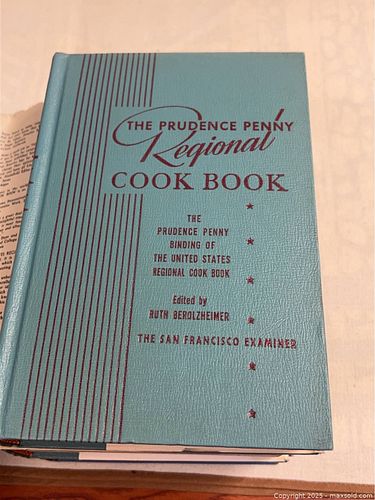 THE PRUDENCE PENNY
Regional
COOK BOOK
THE
PRUDENCE PENNY
BINDING OF
THE UNITED STATES
REGIONAL COOK BOOK
Edited by
RUTH BEROLZHEIMER
THE SAN FRANCISCO EXAMINER
Copyright 2025 - maxsold.com